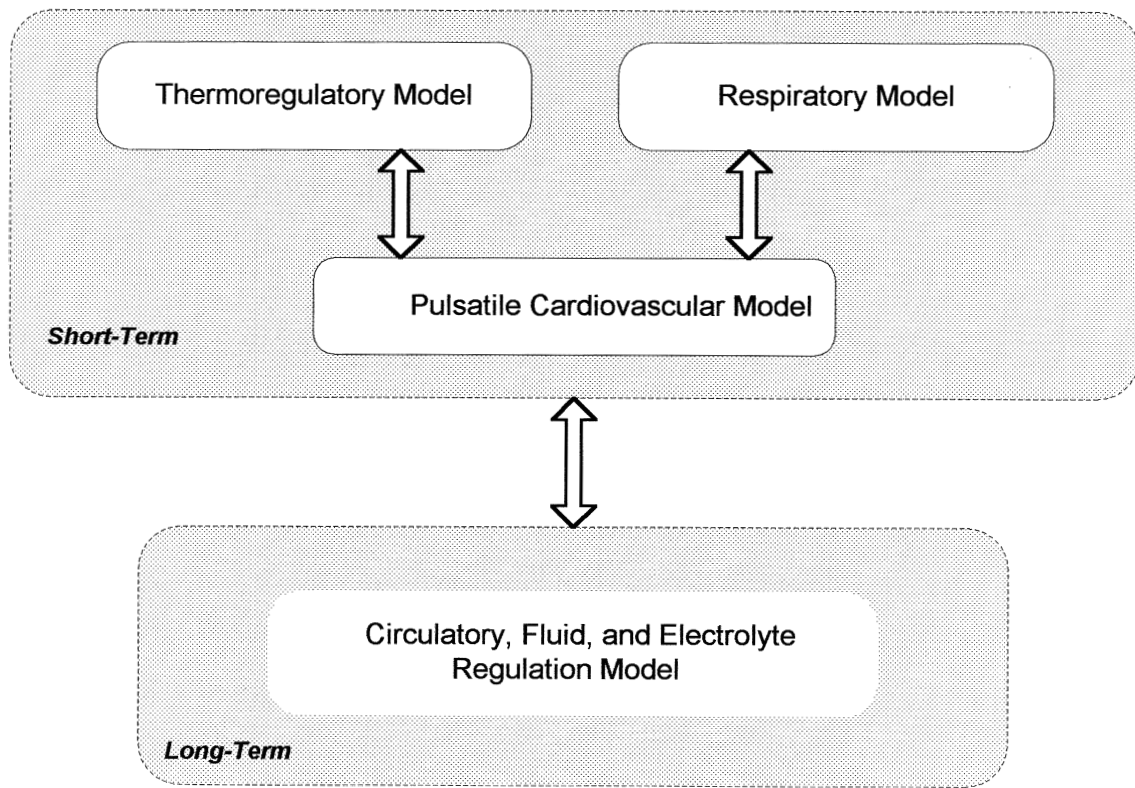 Thermoregulatory Model
Respiratory Model
Pulsatile Cardiovascular Model
Short-Term
Circulatory, Fluid, and Electrolyte
Regulation Model
Long-Term